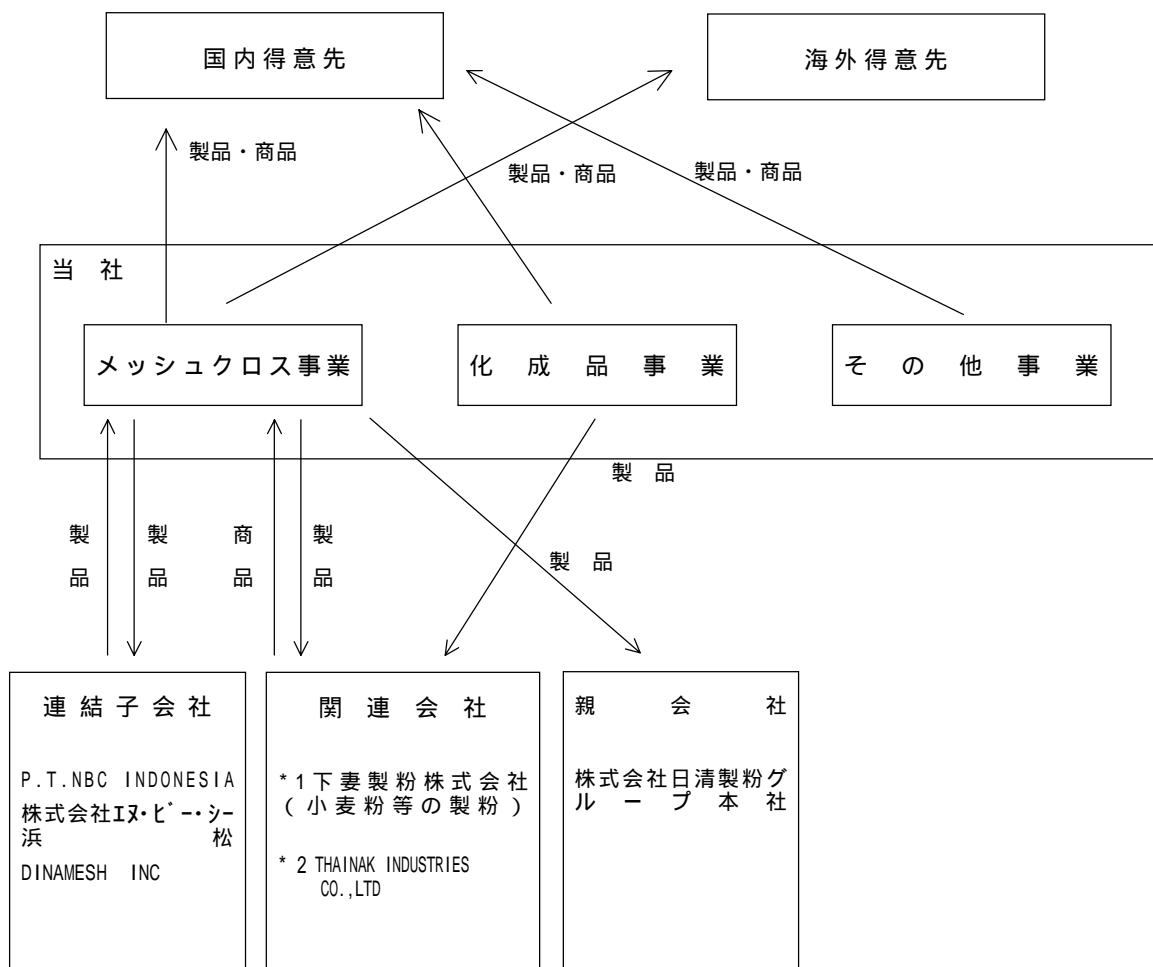 国内得意先
海外得意先
製品・商品
製品・商品
製品・商品
当社
メッシュクロス事業
化成品事業
その他事業
製品
製品
製品
商品
製品
製品
連結子会社
P.T.NBC INDONESIA
株式会社ｴﾇ･ﾋﾞｰ･ｼｰ
浜松
DINAMESH INC
関連会社
*1下妻製粉株式会社
(小麦粉等の製粉)
*2 THAINAK INDUSTRIES
CO.,LTD
親会社
株式会社日清製粉グ
ループ本社